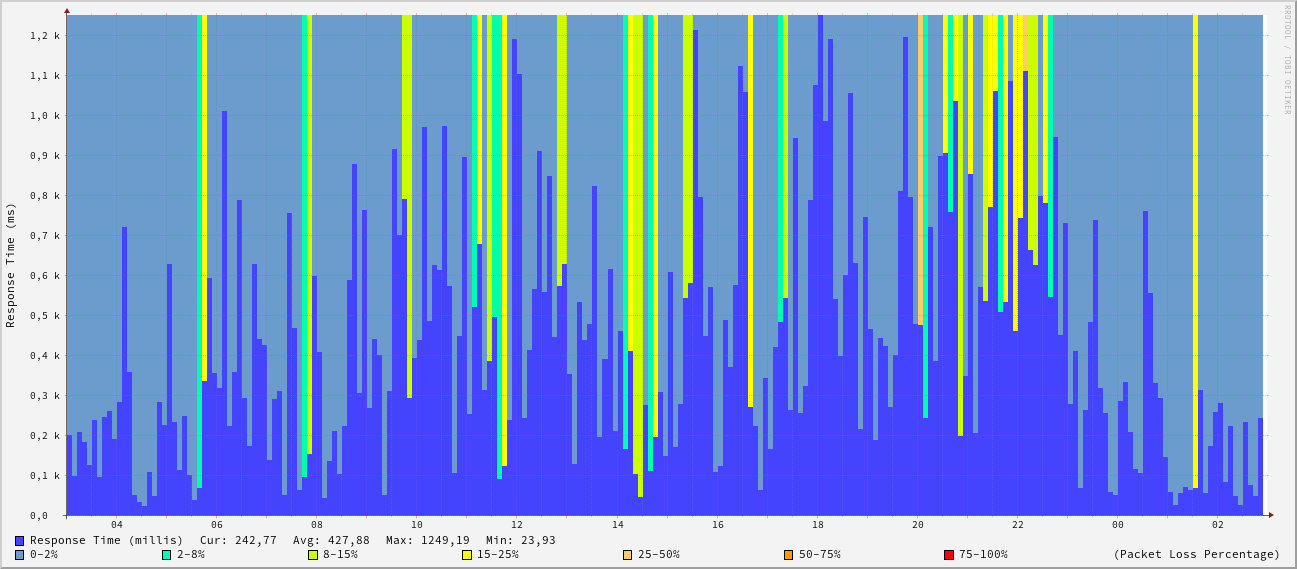 RRDTOOL / TOBI OETIKER
Response Time (ms)
1,2 k
1,1 k
1,0 k
0,9 k
0,8 k
0,7 k
0,6 k
0,5 k
0,4 k
0,3 k
0,2 k
0,1 k
0,0
04 06 08 10 12 14 16 18 20 22 00 02
Response Time (millis) Cur: 242,77 Avg: 427,88 Max: 1249,19 Min: 23,93
0-2% 2-8% 8-15% 15-25% 25-50% 50-75% 75-100% (Packet Loss Percentage)